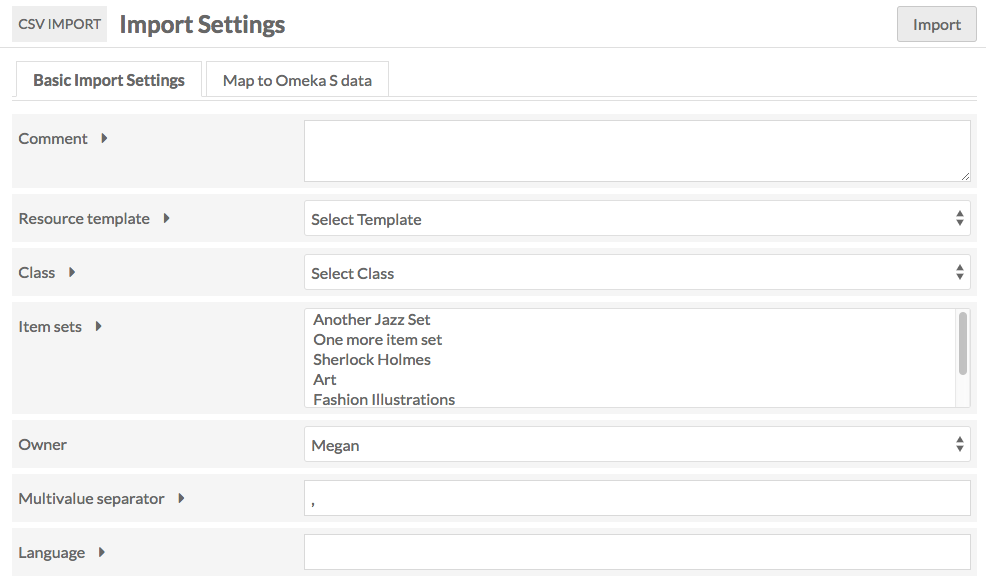 CSV IMPORT Import Settings Import
Basic Import Settings Map to Omeka S data
Comment
Resource template Select Template
Class Select Class
Item sets Another Jazz Set
One more item set
Sherlock Holmes
Art
Fashion Illustrations
Owner Megan
Multivalue separator ,
Language